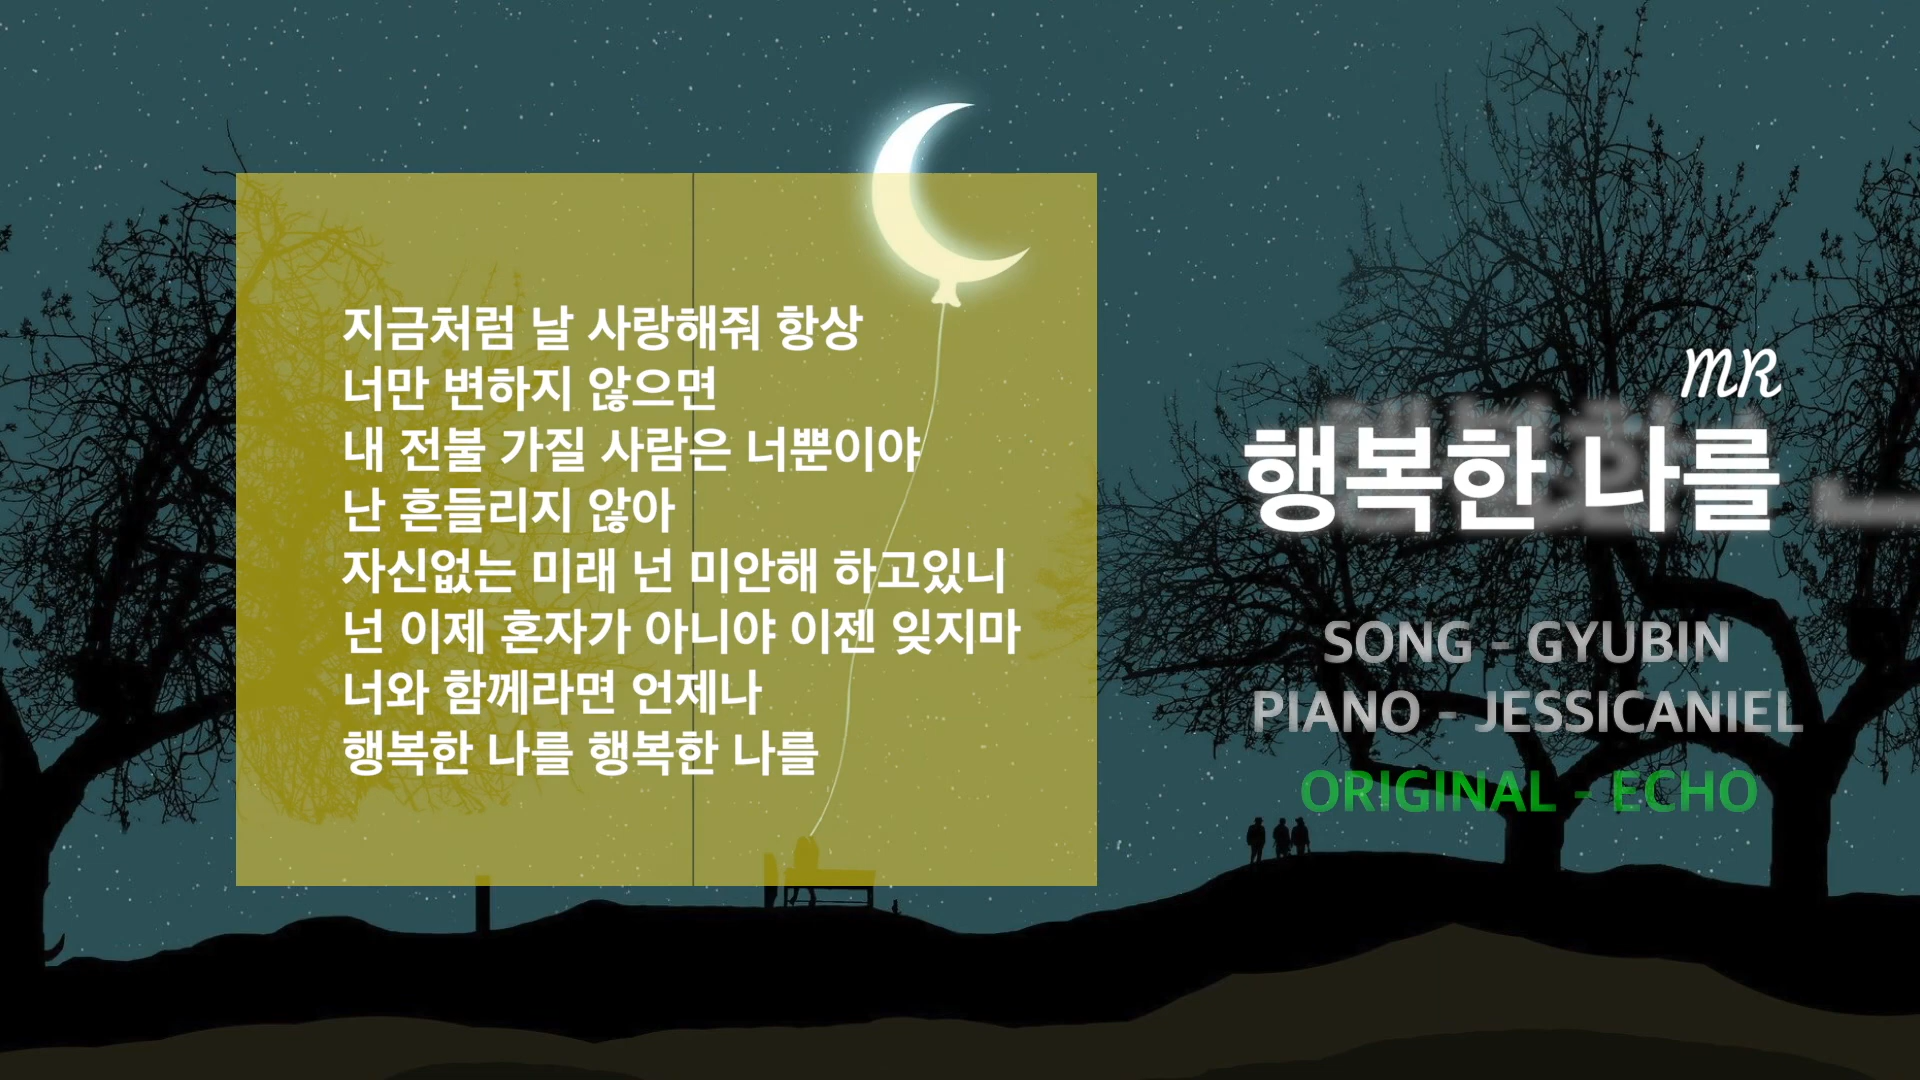 지금처럼 날 사랑해줘 항상
너만 변하지 않으면
내 전불 가질 사람은 너뿐이야
난 흔들리지 않아
자신없는 미래 넌 미안해 하고있니
넌 이제 혼자가 아니야 이젠 잊지마
너와 함께라면 언제나
행복한 나를 행복한 나를
MR
행복한 나를
SONG - GYUBIN
PIANO - JESSICANIEL
ORIGINAL - ECHO